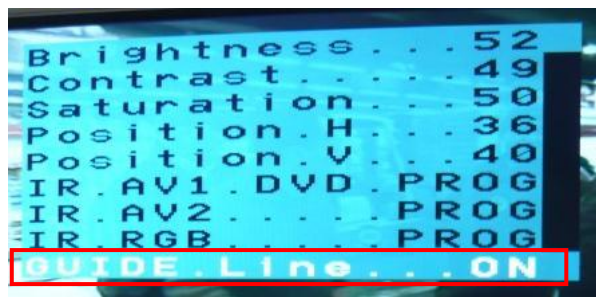 Brightness...52
Contrast.....49
Saturation...50
Position.H...36
Position.V...40
IR.AV1.DVD.PROG
IR.AV2.....PROG
IR.RGB.....PROG
GUIDE.Line...ON